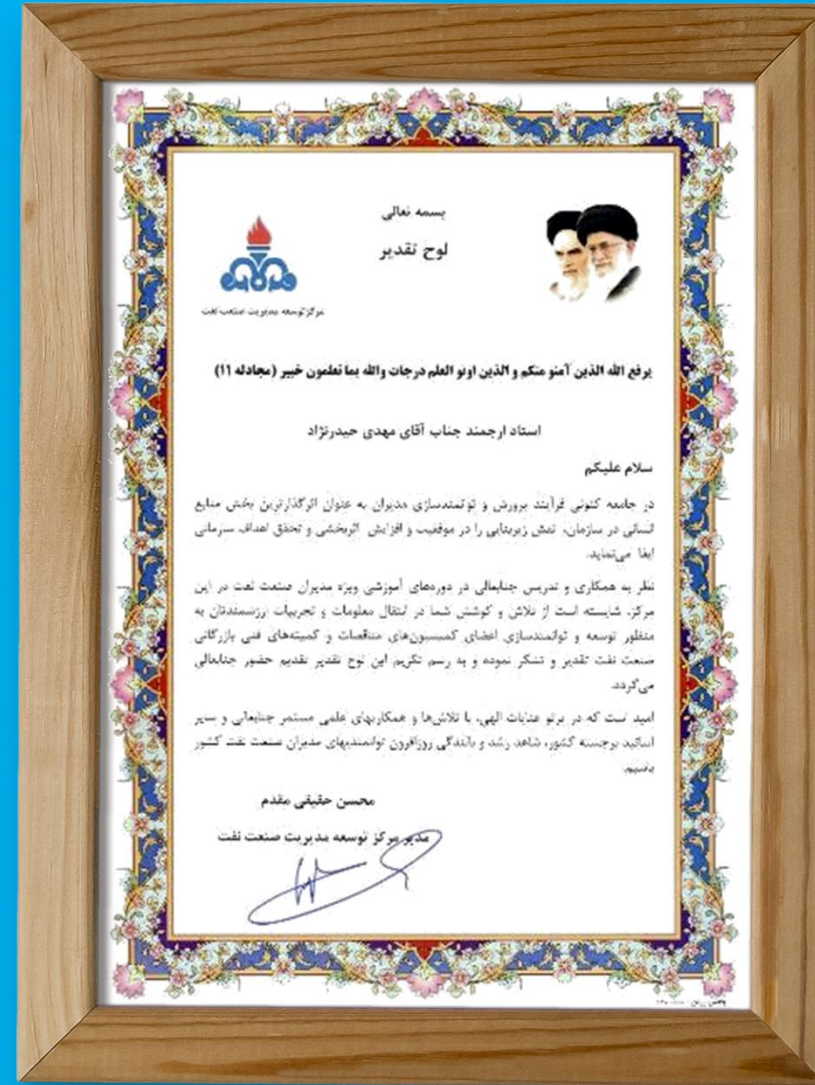 بسمه تعالی
لوح تقدیر
مرکز توسعه مدیریت صنعت نفت
یرفع الله الذین آمنو منکم و الذین اوتو العلم درجات والله بما تعلمون خبیر (مجادله ۱۱)
استاد ارجمند جناب آقای مهدی حیدرنژاد
سلام علیکم
در جامعه کنونی فرآیند پرورش و توانمندسازی مدیران به عنوان اثرگذارترین بخش منابع
انسانی در سازمان، نقش زیربنایی را در موفقیت و افزایش اثربخشی و تحقق اهداف سازمانی
ایفا می‌نماید.
نظر به همکاری و تدریس جنابعالی در دوره‌های آموزشی ویژه مدیران صنعت نفت در این
مرکز، شایسته است از تلاش و کوشش شما در انتقال معلومات و تجربیات ارزشمندتان به
منظور توسعه و توانمندسازی اعضای کمیسیون‌های مناقصات و کمیته‌های فنی بازرگانی
صنعت نفت تقدیر و تشکر نموده و به رسم تکریم این لوح تقدیر تقدیم حضور جنابعالی
می‌گردد.
امید است که در پرتو عنایات الهی، با تلاش‌ها و همکاریهای علمی مستمر جنابعالی و سایر
اساتید برجسته کشور، شاهد رشد و بالندگی روزافزون توانمندیهای مدیران صنعت نفت کشور
باشیم.
محسن حقیقی مقدم
مدیر مرکز توسعه مدیریت صنعت نفت